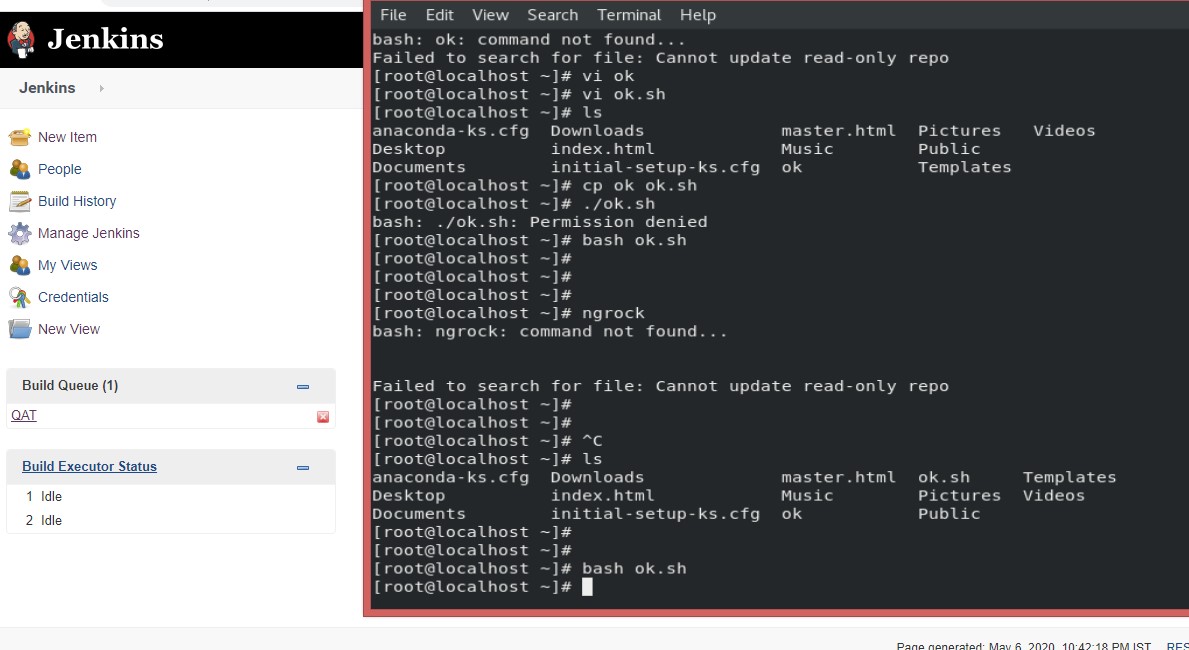 Jenkins
Jenkins
New Item
People
Build History
Manage Jenkins
My Views
Credentials
New View
Build Queue (1)
QAT
Build Executor Status
1 Idle
2 Idle
File Edit View Search Terminal Help
bash: ok: command not found...
Failed to search for file: Cannot update read-only repo
[root@localhost ~]# vi ok
[root@localhost ~]# vi ok.sh
[root@localhost ~]# ls
anaconda-ks.cfg Downloads master.html Pictures Videos
Desktop index.html Music Public
Documents initial-setup-ks.cfg ok Templates
[root@localhost ~]# cp ok ok.sh
[root@localhost ~]# ./ok.sh
bash: ./ok.sh: Permission denied
[root@localhost ~]# bash ok.sh
[root@localhost ~]#
[root@localhost ~]#
[root@localhost ~]#
[root@localhost ~]# ngrock
bash: ngrock: command not found...
Failed to search for file: Cannot update read-only repo
[root@localhost ~]#
[root@localhost ~]#
[root@localhost ~]# ^C
[root@localhost ~]# ls
anaconda-ks.cfg Downloads master.html ok.sh Templates
Desktop index.html Music Pictures Videos
Documents initial-setup-ks.cfg ok Public
[root@localhost ~]#
[root@localhost ~]#
[root@localhost ~]# bash ok.sh
[root@localhost ~]#
Page generated: May 6, 2020, 10:42:18 PM IST